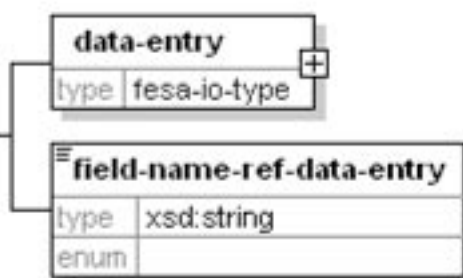 data-entry
type fesa-io-type
field-name-ref-data-entry
type xsd:string
enum